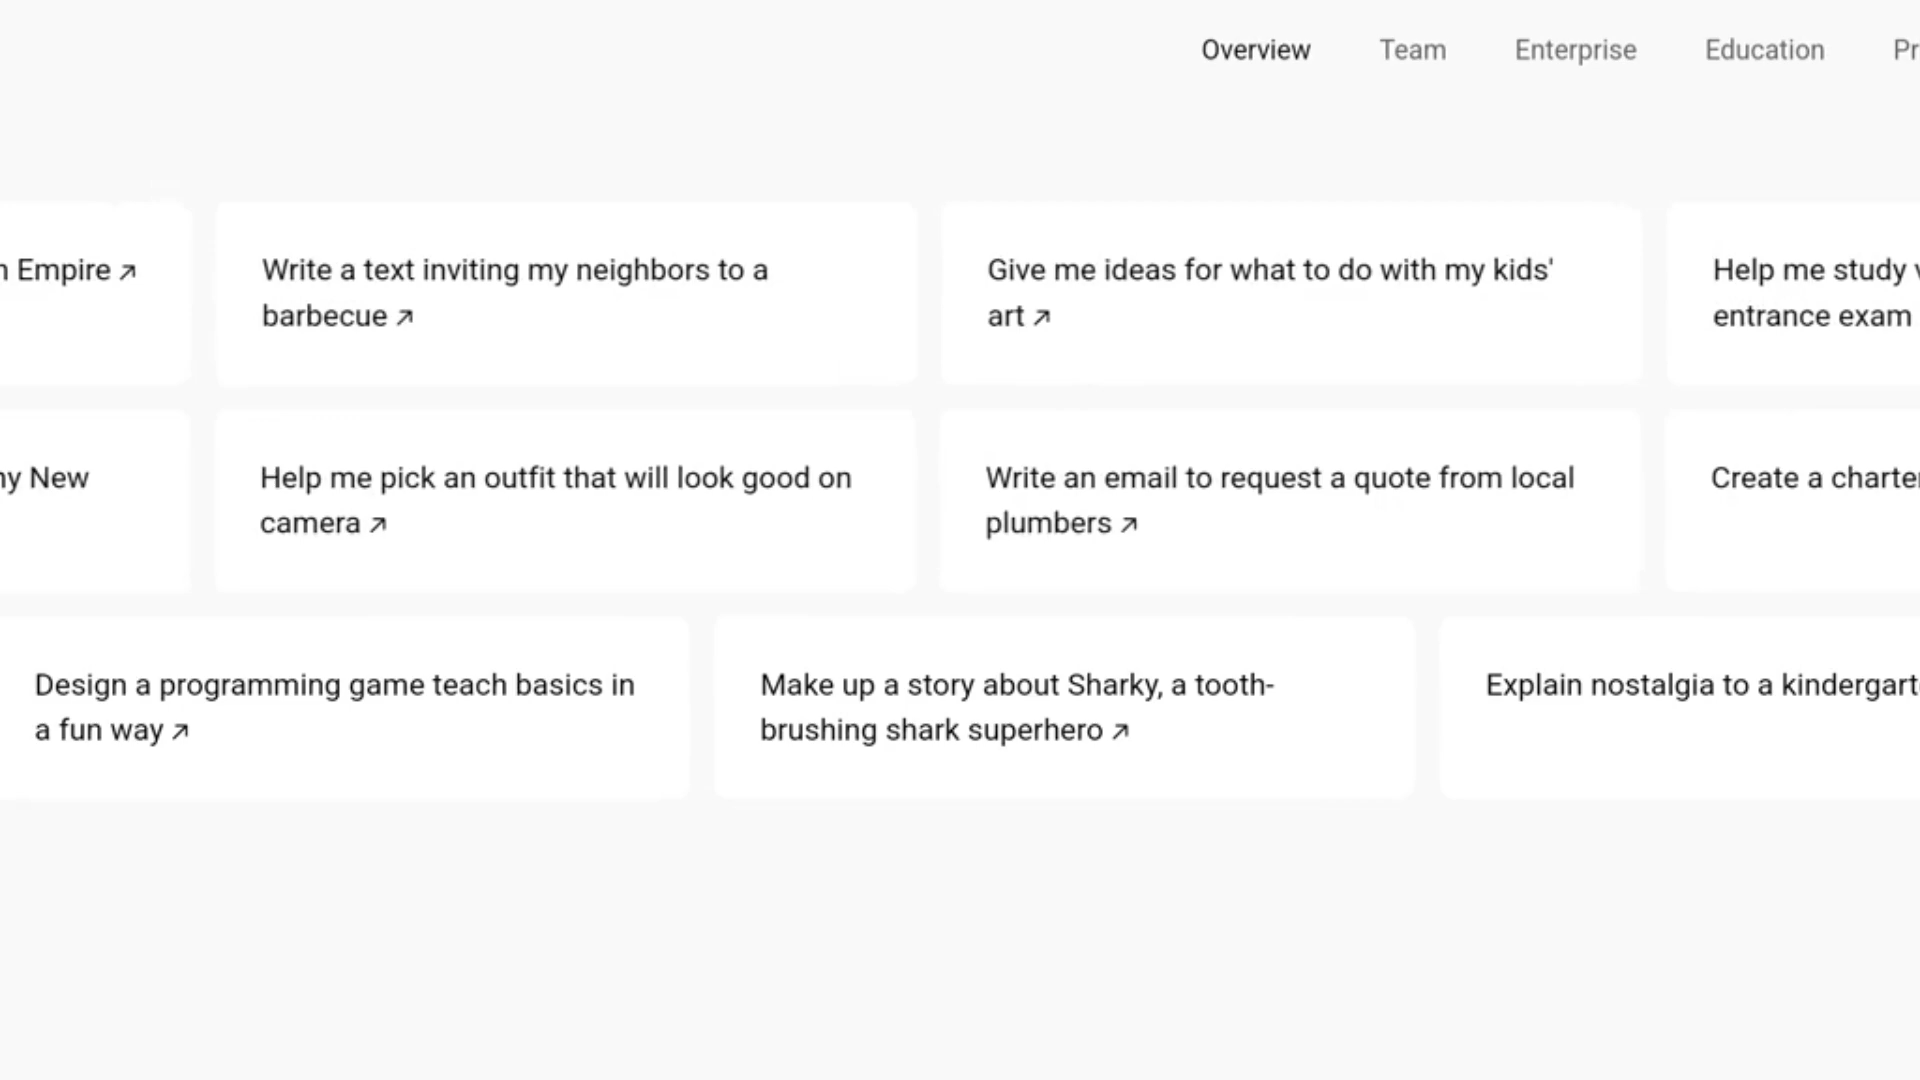 Overview Team Enterprise Education
Empire ↗
Write a text inviting my neighbors to a
barbecue ↗
Give me ideas for what to do with my kids'
art ↗
Help me study
entrance exam
New
Help me pick an outfit that will look good on
camera ↗
Write an email to request a quote from local
plumbers ↗
Create a charter
Design a programming game teach basics in
a fun way ↗
Make up a story about Sharky, a tooth-
brushing shark superhero ↗
Explain nostalgia to a